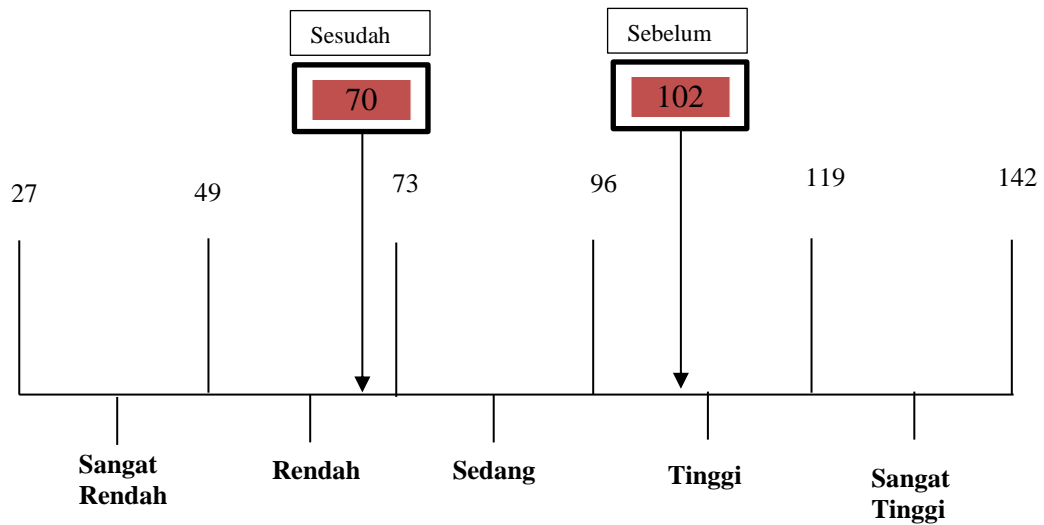 Sesudah
Sebelum
70
102
27
49
73
96
119
142
Sangat
Rendah
Rendah
Sedang
Tinggi
Sangat
Tinggi